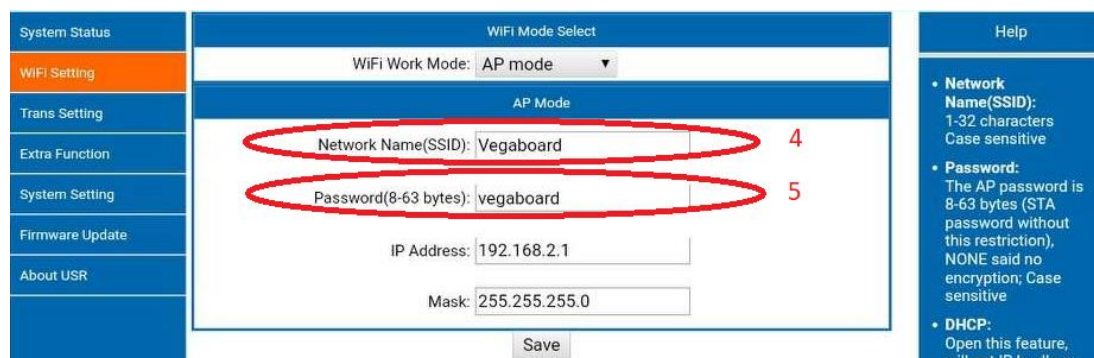 System Status
WiFi Setting
Trans Setting
Extra Function
System Setting
Firmware Update
About USR
WiFi Mode Select
WiFi Work Mode: AP mode
AP Mode
Network Name(SSID): Vegaboard 4
Password(8-63 bytes): vegaboard 5
IP Address: 192.168.2.1
Mask: 255.255.255.0
Save
Help
• Network
Name(SSID):
1-32 characters
Case sensitive
• Password:
The AP password is
8-63 bytes (STA
password without
this restriction),
NONE said no
encryption; Case
sensitive
• DHCP:
Open this feature,